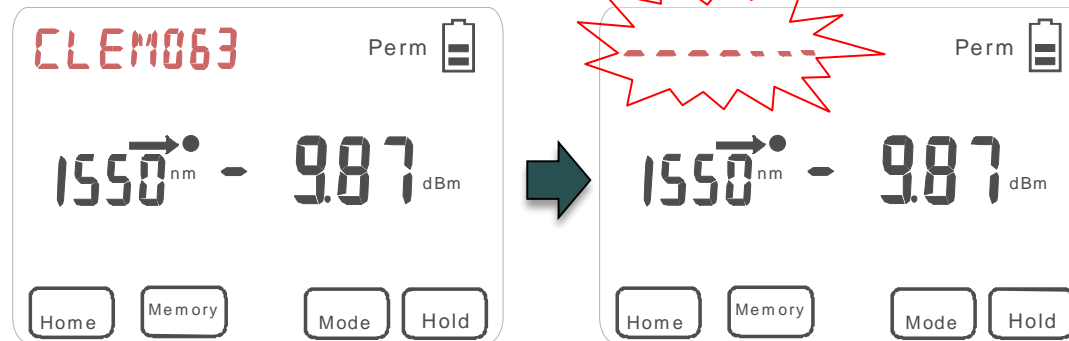 CLEM063 Perm
1550 nm - 9.87 dBm
Home Memory Mode Hold
------- Perm
1550 nm - 9.87 dBm
Home Memory Mode Hold